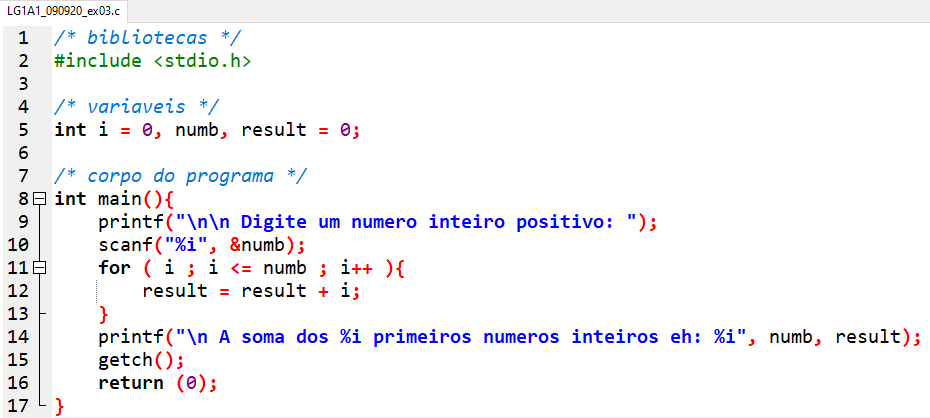 LG1A1_090920_ex03.c
1 /* bibliotecas */
2 #include <stdio.h>
3
4 /* variaveis */
5 int i = 0, numb, result = 0;
6
7 /* corpo do programa */
8 int main(){
9 printf("\n\n Digite um numero inteiro positivo: ");
10 scanf("%i", &numb);
11 for ( i ; i <= numb ; i++ ){
12 result = result + i;
13 }
14 printf("\n A soma dos %i primeiros numeros inteiros eh: %i", numb, result);
15 getch();
16 return (0);
17 }